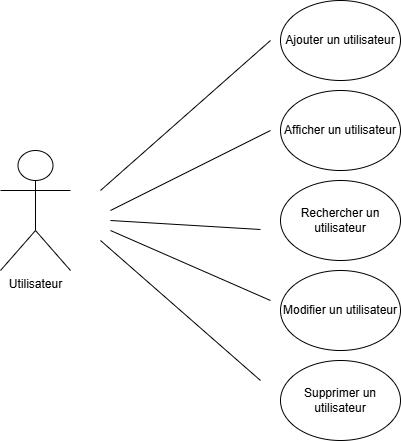 Ajouter un utilisateur
Afficher un utilisateur
Rechercher un
utilisateur
Utilisateur
Modifier un utilisateur
Supprimer un
utilisateur